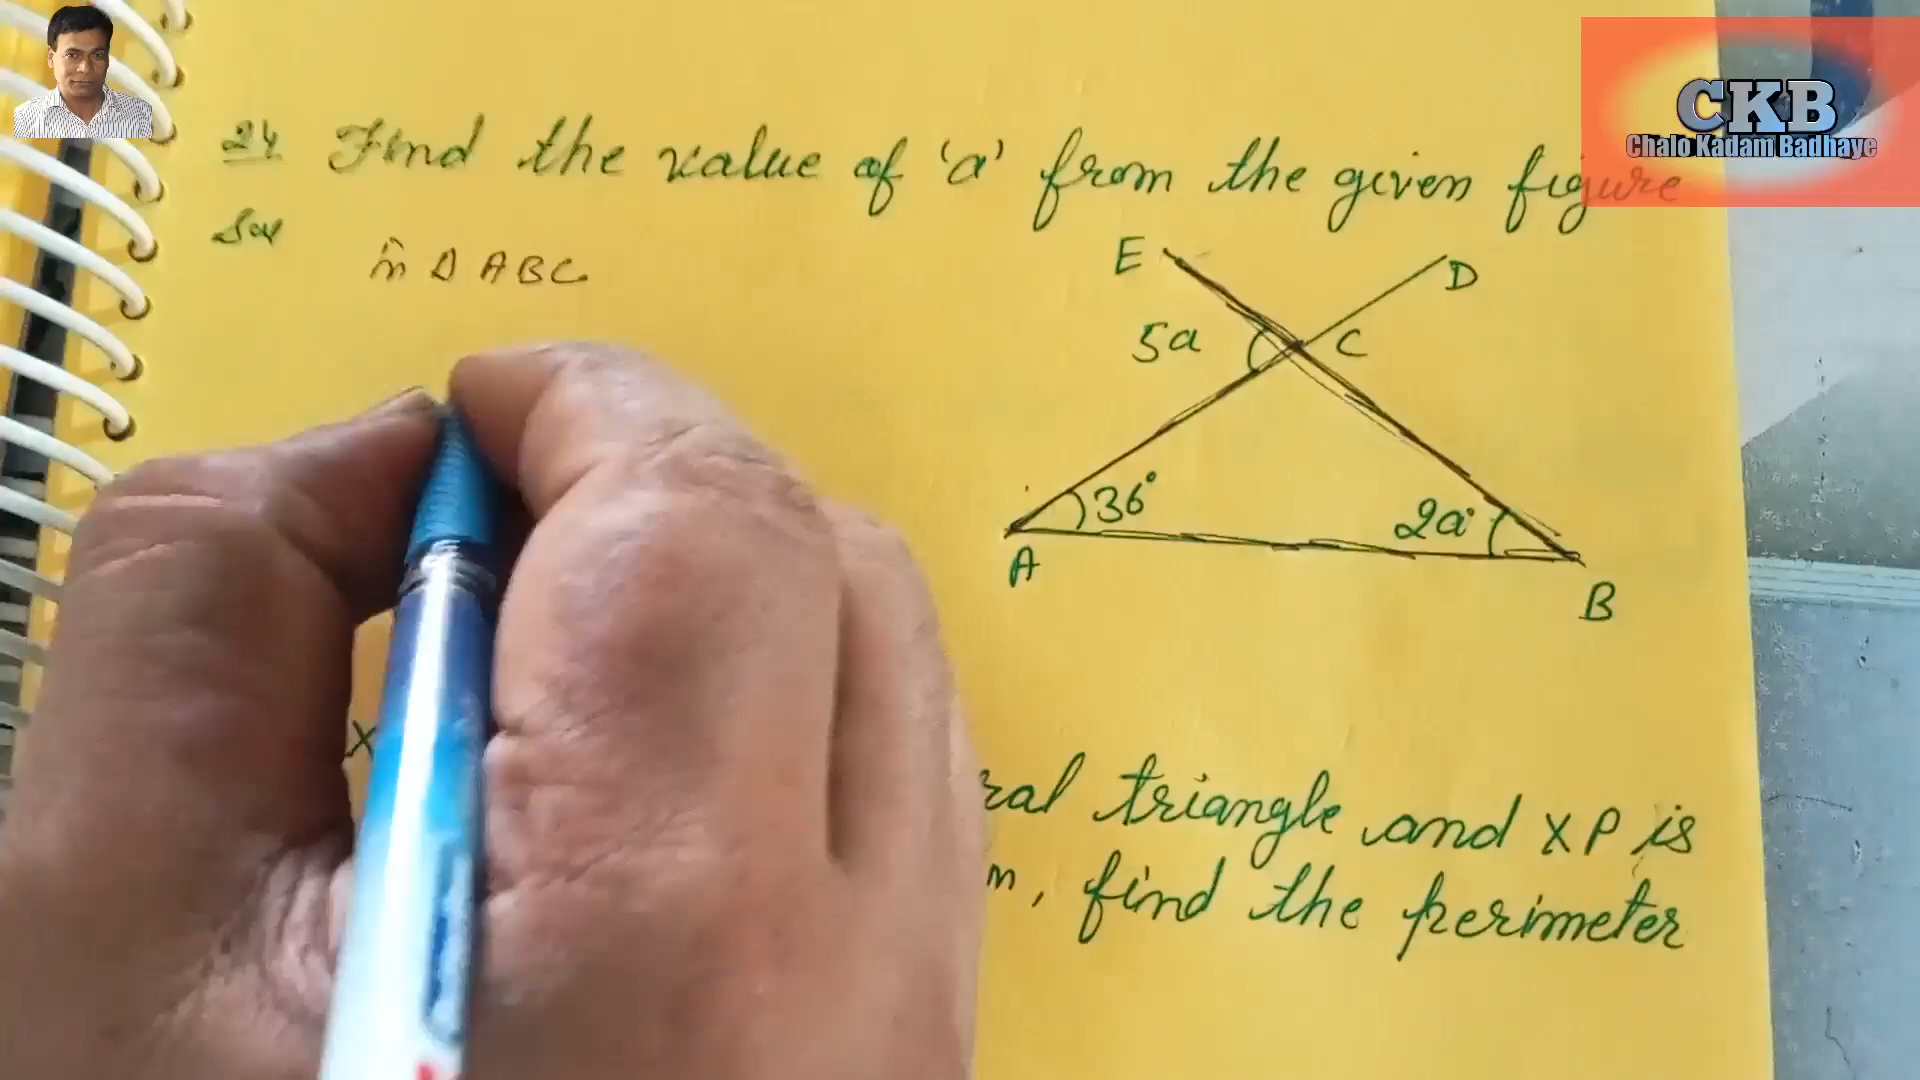 24 Find the value of 'a' from the given figure
Sol
in Δ ABC
E
D
5a
C
36°
2a°
A
B
X
ral triangle and XP is
m, find the perimeter
CKB
Chalo Kadam Badhaye